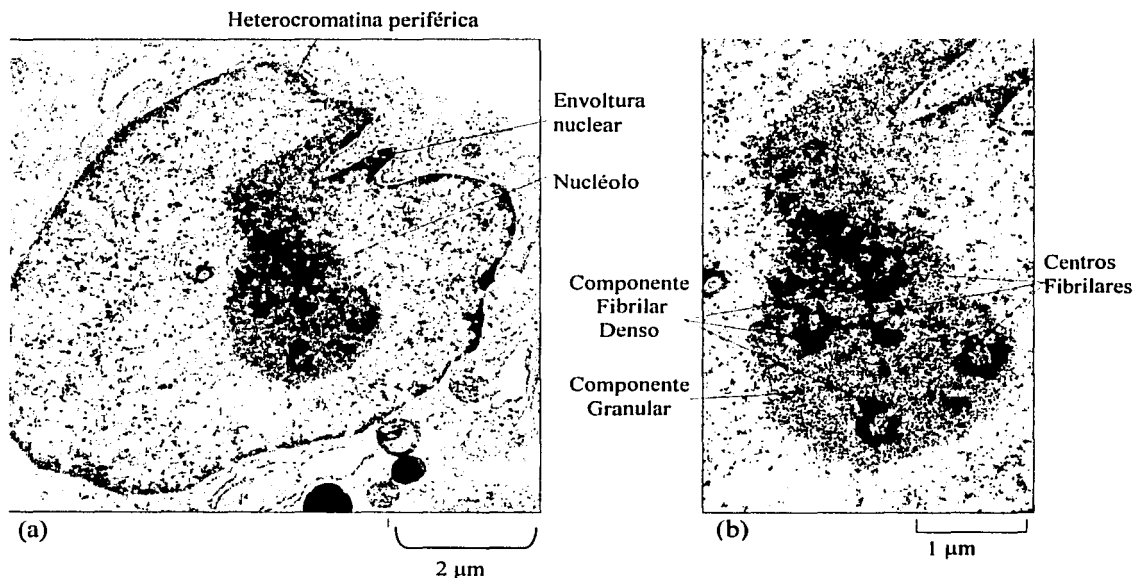 Heterocromatina periférica
Envoltura
nuclear
Nucléolo
Componente
Fibrilar
Denso
Componente
Granular
Centros
Fibrilares
(a)
2 µm
(b)
1 µm